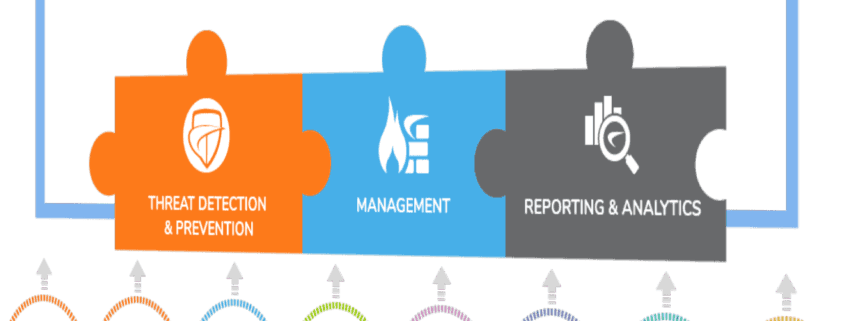 THREAT DETECTION
& PREVENTION
MANAGEMENT
REPORTING & ANALYTICS